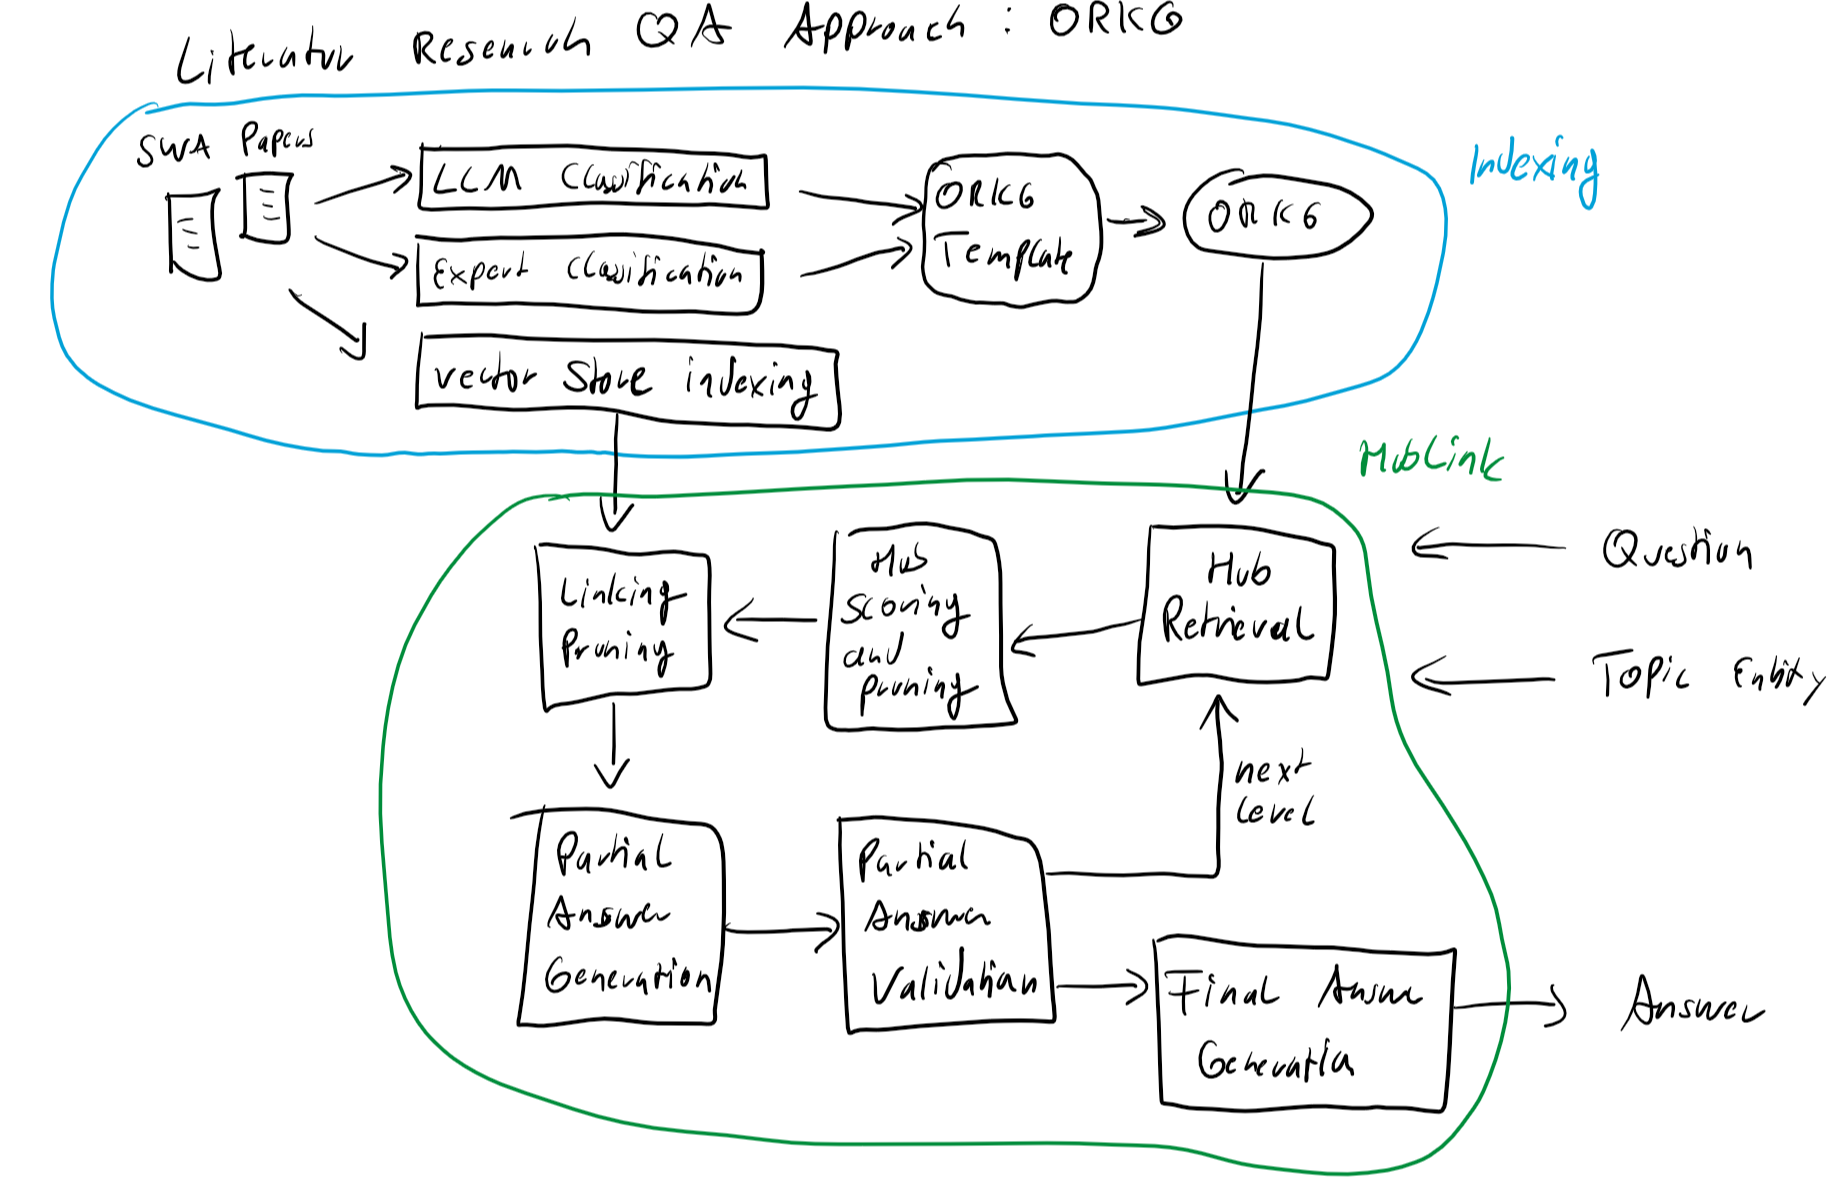 Literatur Research QA Approach : ORKG
SWA Papers
LLM Classification
Expert Classification
vector Store indexing
ORKG
Template
ORKG
Indexing
HubLink
Question
Topic Entity
Hub
Retrieval
Hub
scoring
and
pruning
Linking
Pruning
next
Level
Partial
Answer
Generation
Partial
Answer
Validation
Final Answer
Generation
Answer